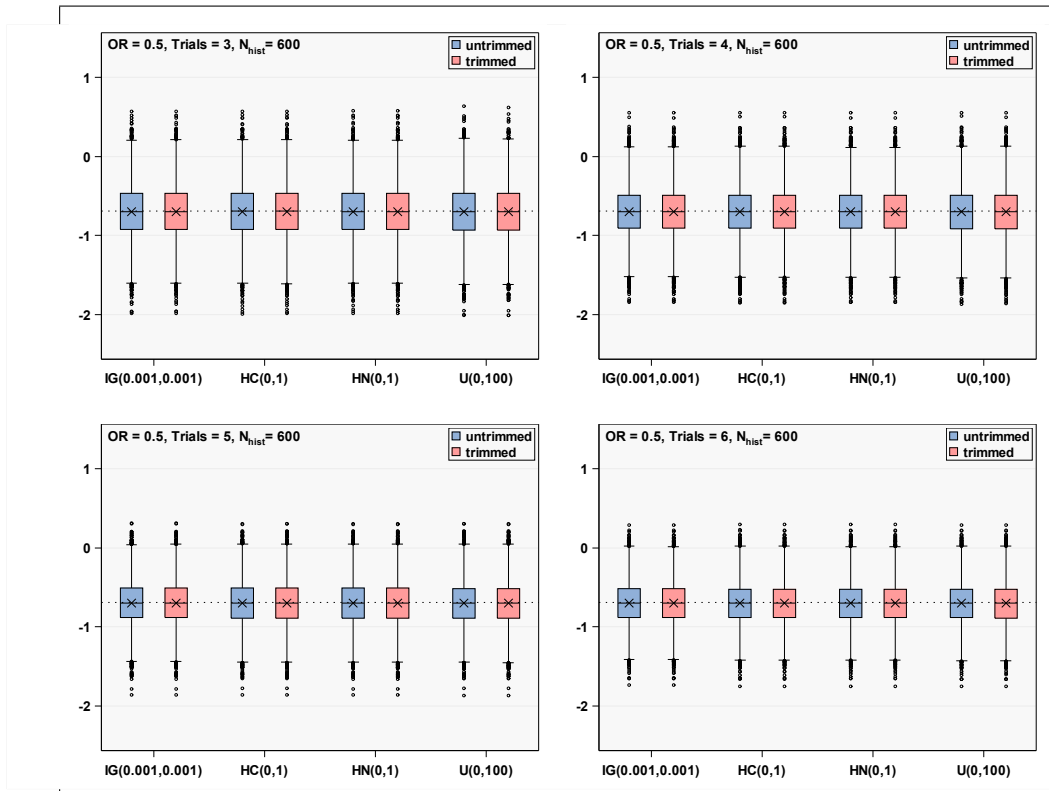 OR = 0.5, Trials = 3, N_hist = 600
untrimmed
trimmed
1
0
-1
-2
IG(0.001,0.001) HC(0,1) HN(0,1) U(0,100)
OR = 0.5, Trials = 4, N_hist = 600
untrimmed
trimmed
1
0
-1
-2
IG(0.001,0.001) HC(0,1) HN(0,1) U(0,100)
OR = 0.5, Trials = 5, N_hist = 600
untrimmed
trimmed
1
0
-1
-2
IG(0.001,0.001) HC(0,1) HN(0,1) U(0,100)
OR = 0.5, Trials = 6, N_hist = 600
untrimmed
trimmed
1
0
-1
-2
IG(0.001,0.001) HC(0,1) HN(0,1) U(0,100)